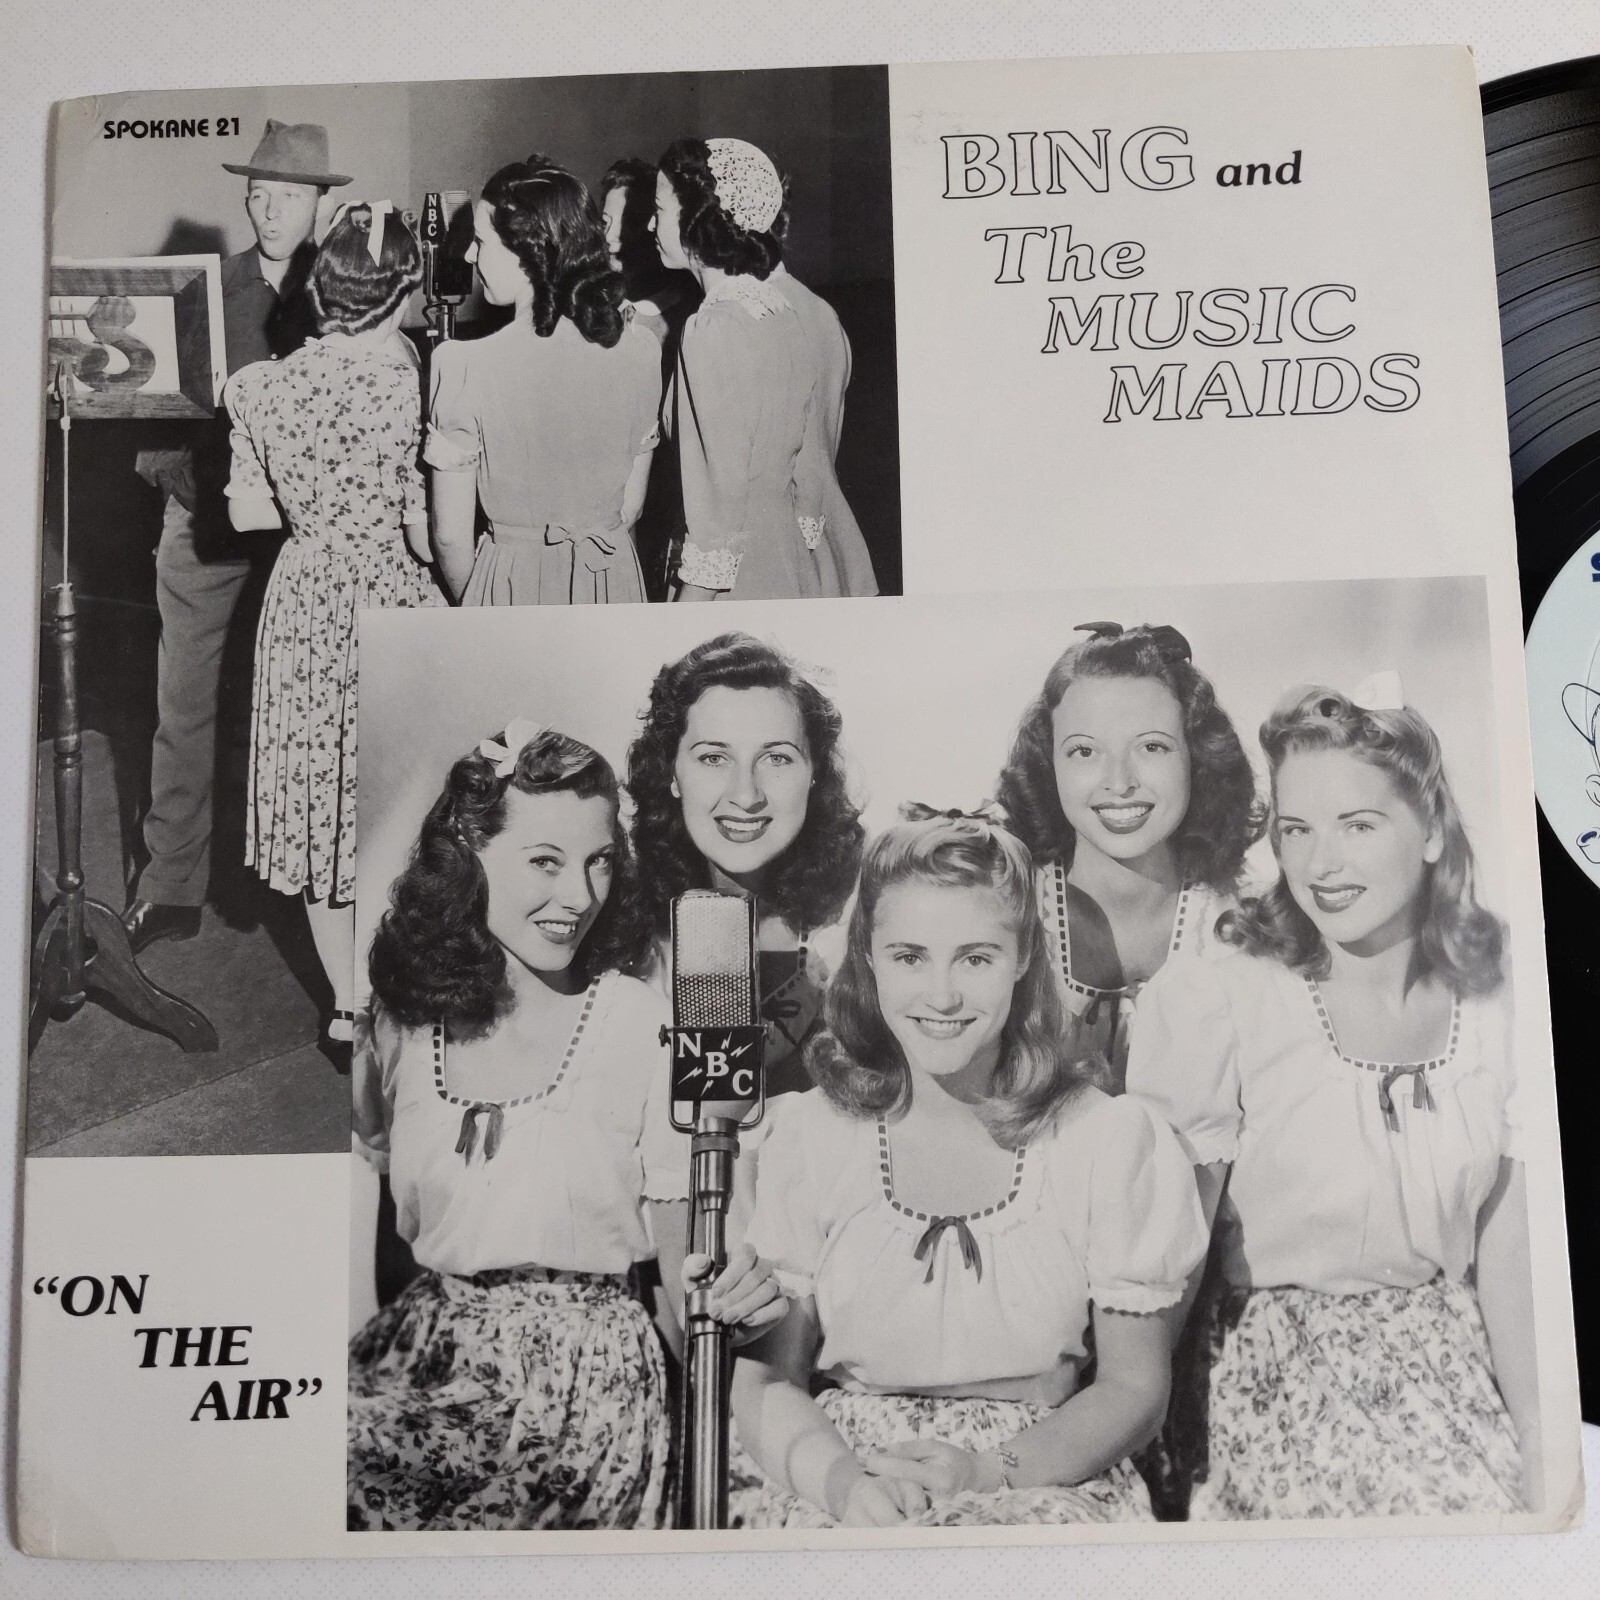 SPOKANE 21
BING and
The
MUSIC
MAIDS
NBC
NBC
"ON
THE
AIR"